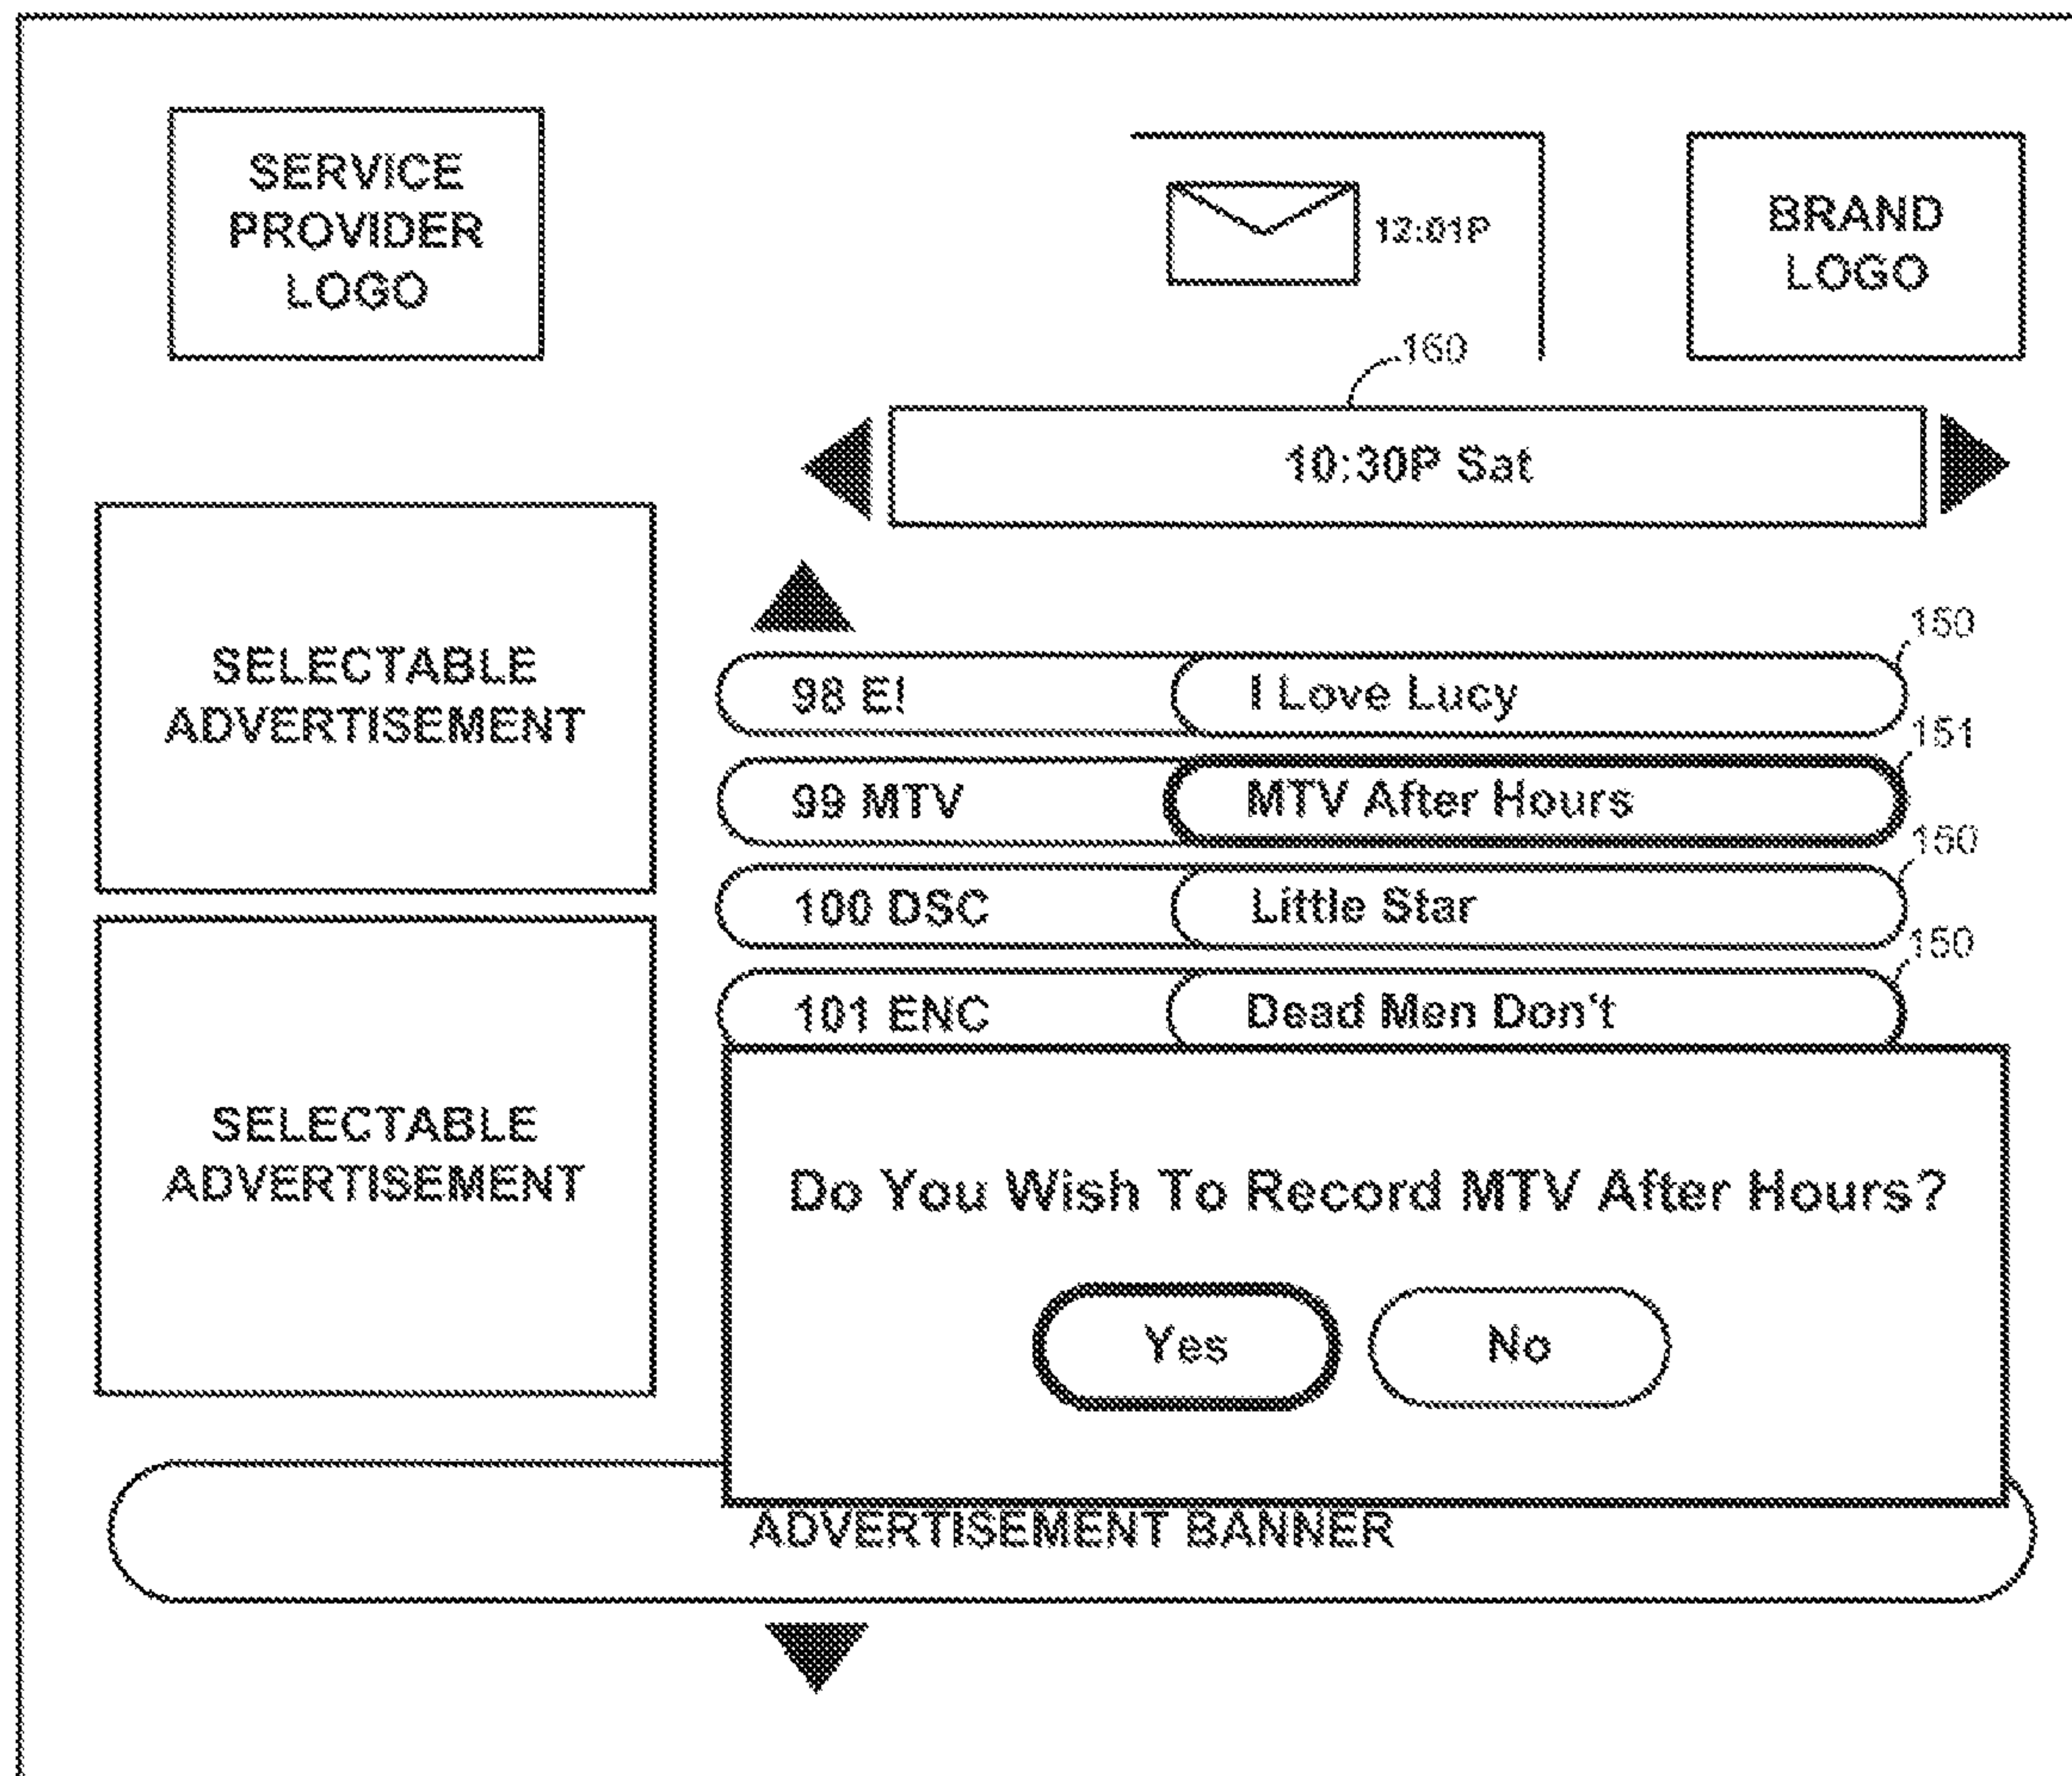 SERVICE
PROVIDER
LOGO
12:01P
BRAND
LOGO
160
10:30P Sat
SELECTABLE
ADVERTISEMENT
150
98 E! I Love Lucy
151
99 MTV MTV After Hours
150
100 DSC Little Star
150
101 ENC Dead Men Don't
SELECTABLE
ADVERTISEMENT
Do You Wish To Record MTV After Hours?
Yes No
ADVERTISEMENT BANNER